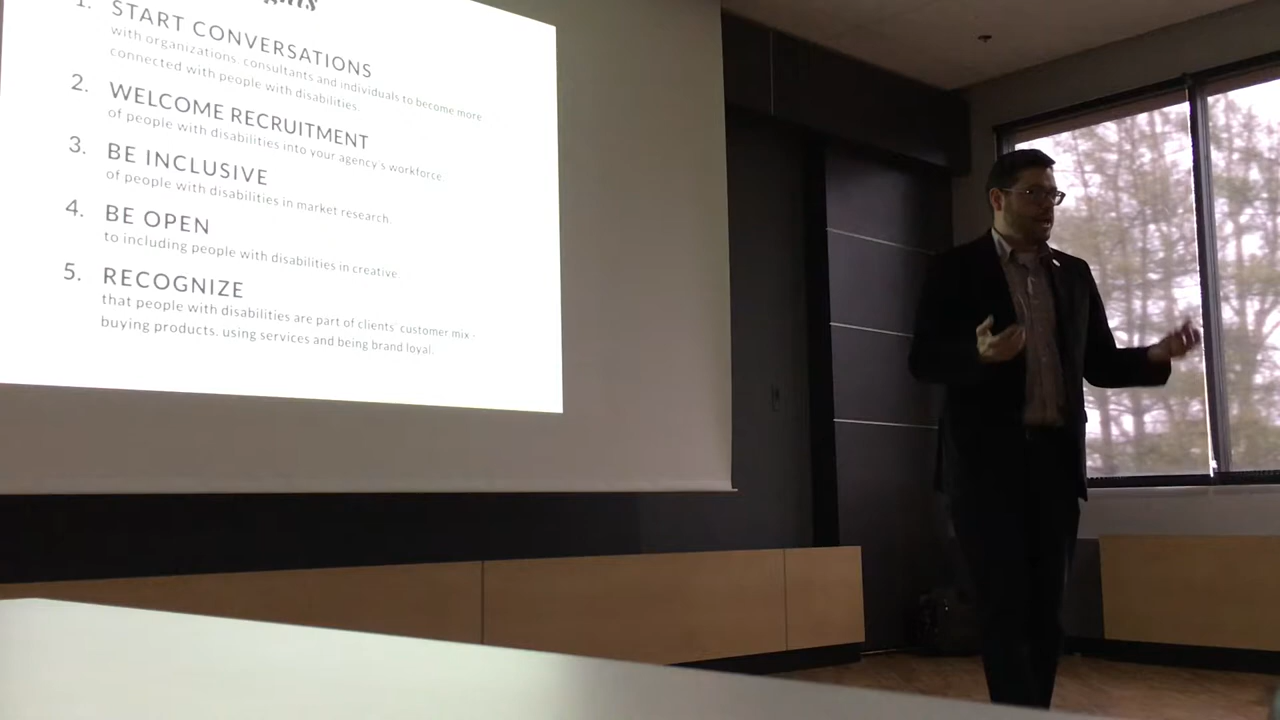 1. START CONVERSATIONS
with organizations, consultants and individuals to become more
connected with people with disabilities.
2. WELCOME RECRUITMENT
of people with disabilities into your agency's workforce.
3. BE INCLUSIVE
of people with disabilities in market research.
4. BE OPEN
to including people with disabilities in creative.
5. RECOGNIZE
that people with disabilities are part of clients' customer mix -
buying products, using services and being brand loyal.